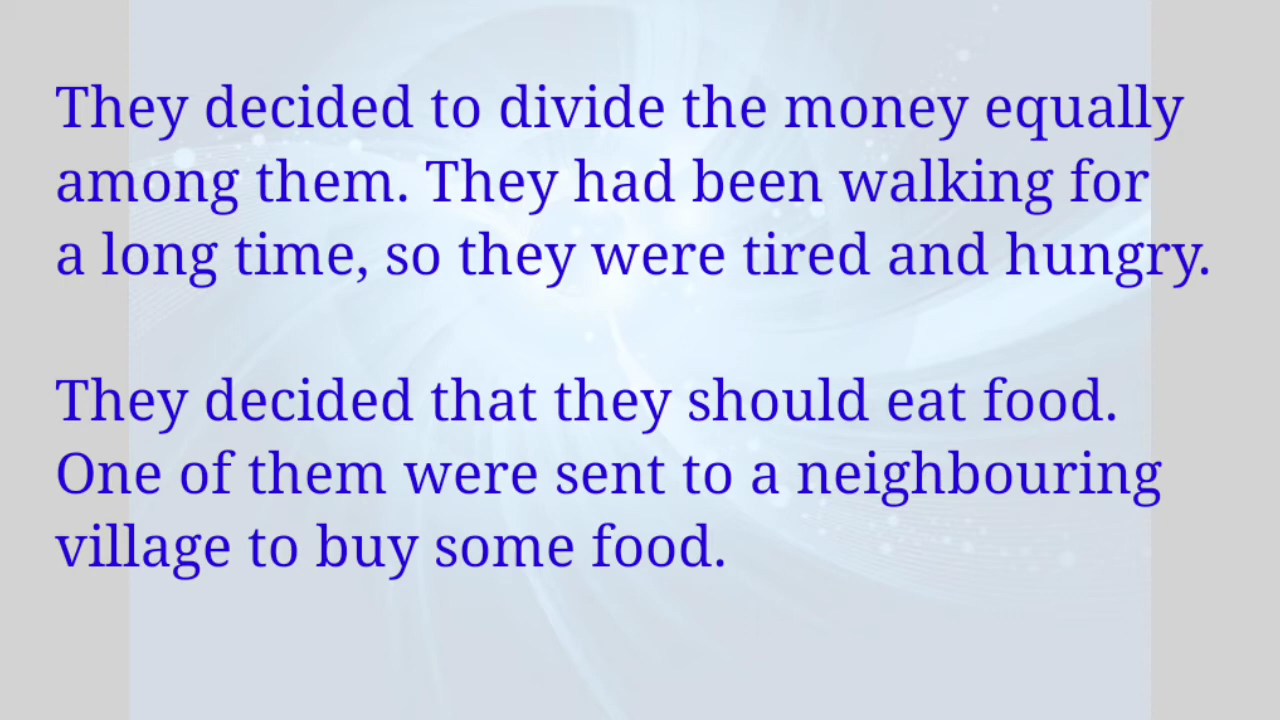 They decided to divide the money equally
among them. They had been walking for
a long time, so they were tired and hungry.
They decided that they should eat food.
One of them were sent to a neighbouring
village to buy some food.